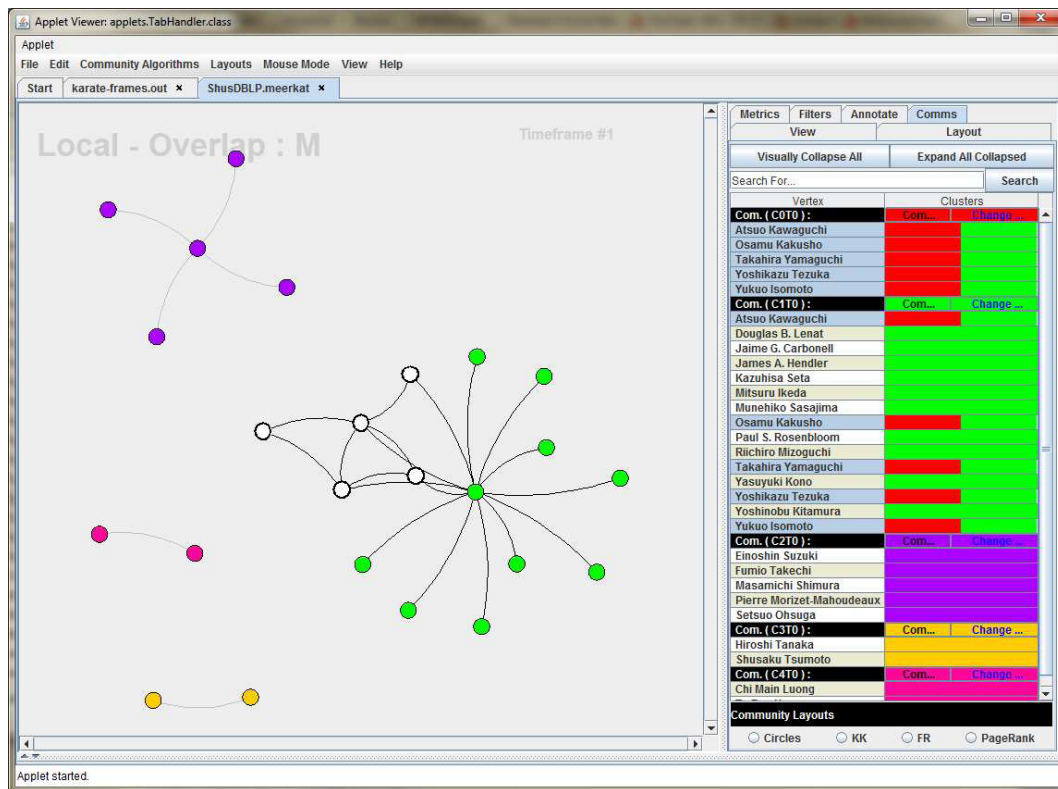 Applet Viewer: applets.TabHandler.class
Applet
File Edit Community Algorithms Layouts Mouse Mode View Help
Start karate-frames.out × ShusDBLP.meerkat ×
Local - Overlap : M
Timeframe #1
Metrics Filters Annotate Comms
View Layout
Visually Collapse All Expand All Collapsed
Search For... Search
Vertex Clusters
Com. ( C0T0 ) : Com... Change ...
Atsuo Kawaguchi
Osamu Kakusho
Takahira Yamaguchi
Yoshikazu Tezuka
Yukuo Isomoto
Com. ( C1T0 ) : Com... Change ...
Atsuo Kawaguchi
Douglas B. Lenat
Jaime G. Carbonell
James A. Hendler
Kazuhisa Seta
Mitsuru Ikeda
Munehiko Sasajima
Osamu Kakusho
Paul S. Rosenbloom
Riichiro Mizoguchi
Takahira Yamaguchi
Yasuyuki Kono
Yoshikazu Tezuka
Yoshinobu Kitamura
Yukuo Isomoto
Com. ( C2T0 ) : Com... Change ...
Einoshin Suzuki
Fumio Takechi
Masamichi Shimura
Pierre Morizet-Mahoudeaux
Setsuo Ohsuga
Com. ( C3T0 ) : Com... Change ...
Hiroshi Tanaka
Shusaku Tsumoto
Com. ( C4T0 ) : Com... Change ...
Chi Main Luong
Community Layouts
Circles KK FR PageRank
Applet started.